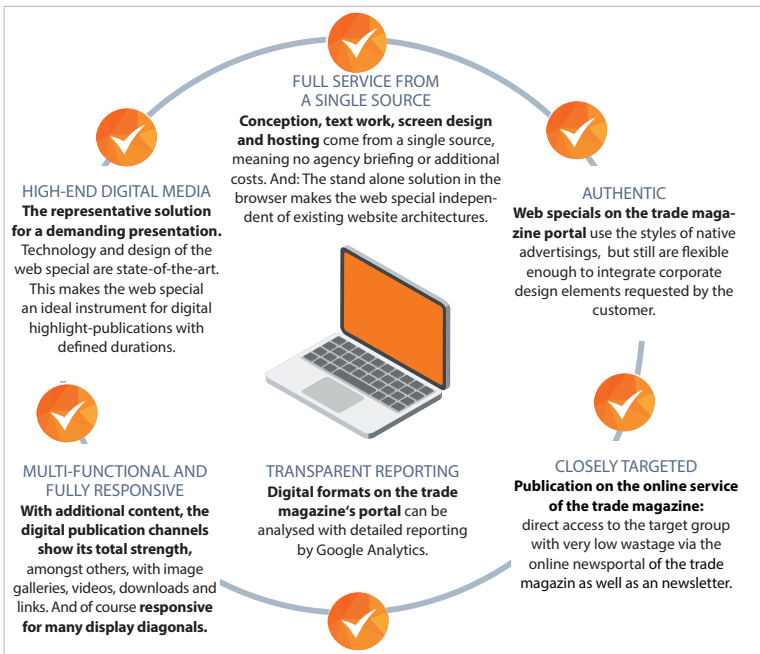 FULL SERVICE FROM
A SINGLE SOURCE
Conception, text work, screen design
and hosting come from a single source,
meaning no agency briefing or additional
costs. And: The stand alone solution in the
browser makes the web special indepen-
dent of existing website architectures.
HIGH-END DIGITAL MEDIA
The representative solution
for a demanding presentation.
Technology and design of the
web special are state-of-the-art.
This makes the web special
an ideal instrument for digital
highlight-publications with
defined durations.
AUTHENTIC
Web specials on the trade maga-
zine portal use the styles of native
advertisings, but still are flexible
enough to integrate corporate
design elements requested by the
customer.
MULTI-FUNCTIONAL AND
FULLY RESPONSIVE
With additional content, the
digital publication channels
show its total strength,
amongst others, with image
galleries, videos, downloads and
links. And of course responsive
for many display diagonals.
TRANSPARENT REPORTING
Digital formats on the trade
magazine‘s portal can be
analysed with detailed reporting
by Google Analytics.
CLOSELY TARGETED
Publication on the online service
of the trade magazine:
direct access to the target group
with very low wastage via the
online newsportal of the trade
magazin as well as an newsletter.